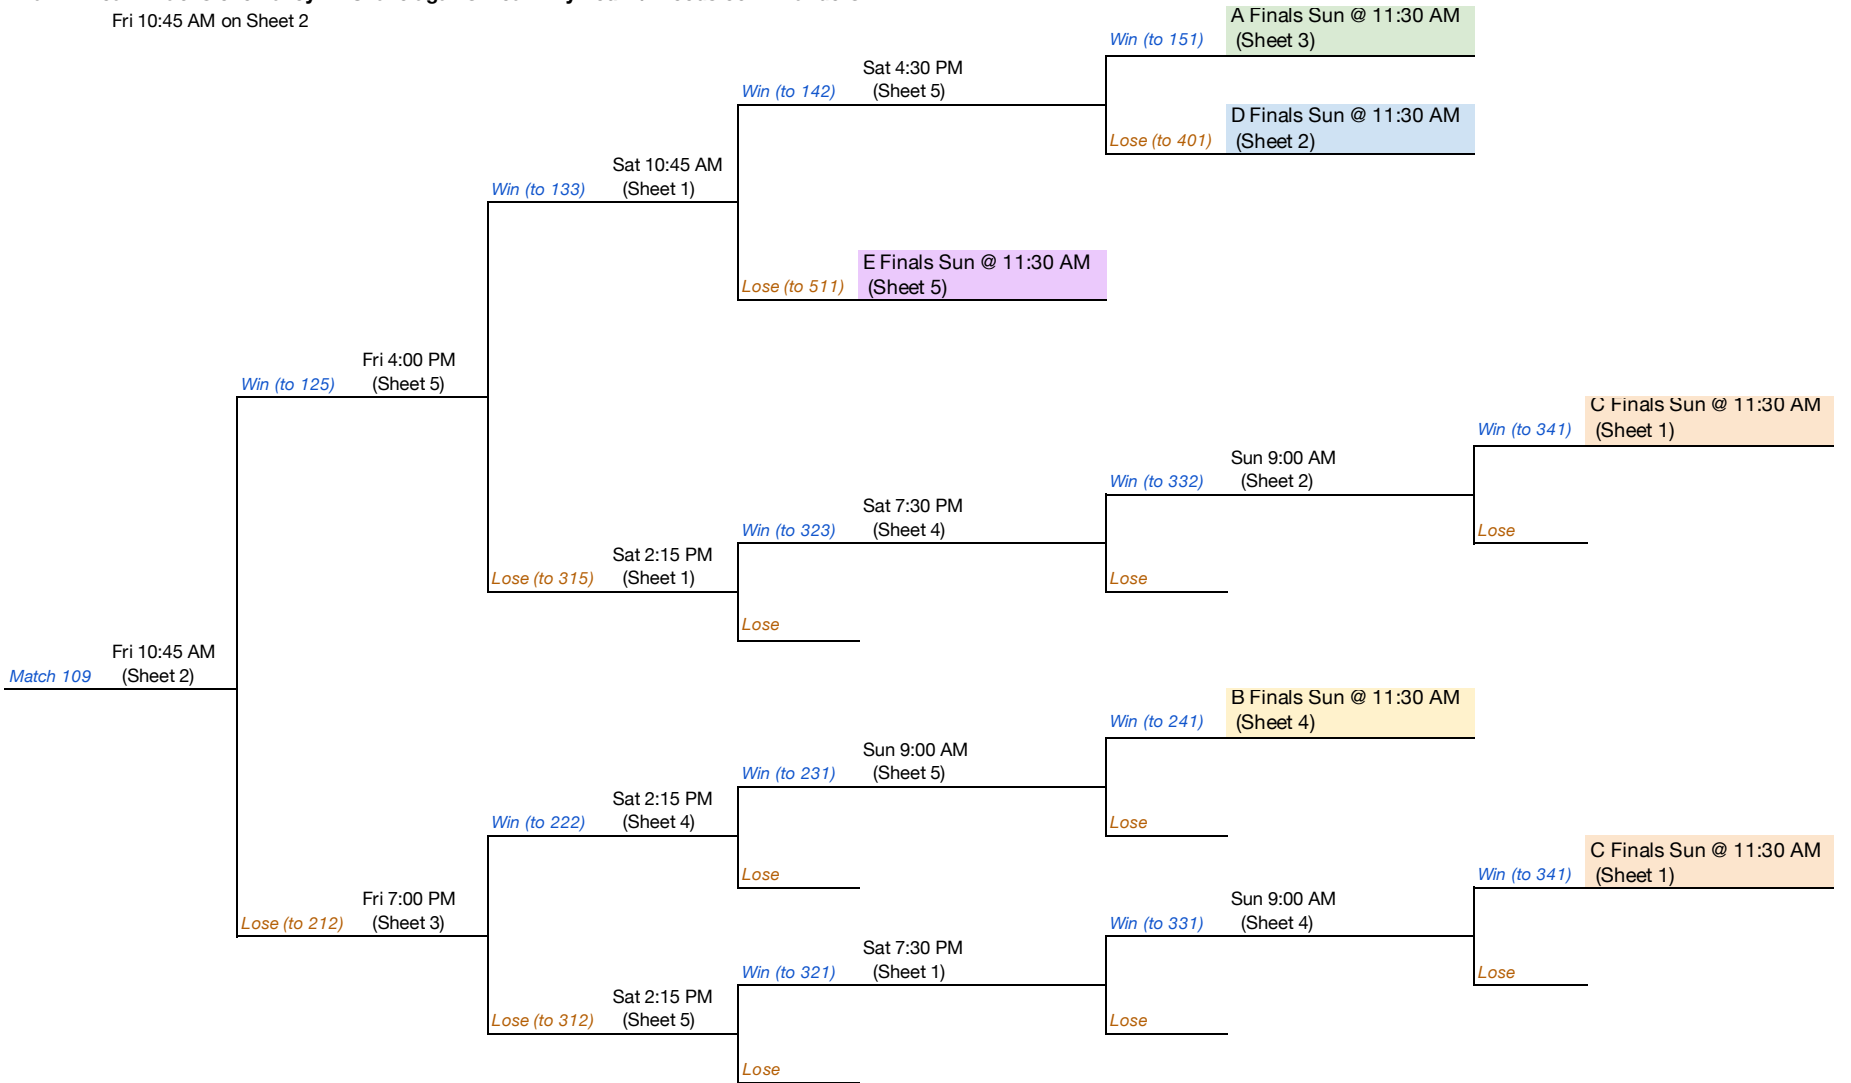 Fri 10:45 AM on Sheet 2
A Finals Sun @ 11:30 AM
Win (to 151) (Sheet 3)
Sat 4:30 PM
Win (to 142) (Sheet 5)
D Finals Sun @ 11:30 AM
Lose (to 401) (Sheet 2)
Sat 10:45 AM
Win (to 133) (Sheet 1)
E Finals Sun @ 11:30 AM
Lose (to 511) (Sheet 5)
Fri 4:00 PM
Win (to 125) (Sheet 5)
C Finals Sun @ 11:30 AM
Win (to 341) (Sheet 1)
Sun 9:00 AM
Win (to 332) (Sheet 2)
Sat 7:30 PM
Win (to 323) (Sheet 4)
Lose
Sat 2:15 PM
Lose (to 315) (Sheet 1)
Lose
Lose
Fri 10:45 AM
Match 109 (Sheet 2)
B Finals Sun @ 11:30 AM
Win (to 241) (Sheet 4)
Sun 9:00 AM
Win (to 231) (Sheet 5)
Sat 2:15 PM
Win (to 222) (Sheet 4)
Lose
C Finals Sun @ 11:30 AM
Lose
Win (to 341) (Sheet 1)
Fri 7:00 PM
Sun 9:00 AM
Lose (to 212) (Sheet 3)
Win (to 331) (Sheet 4)
Sat 7:30 PM
Win (to 321) (Sheet 1)
Lose
Sat 2:15 PM
Lose (to 312) (Sheet 5)
Lose
Lose